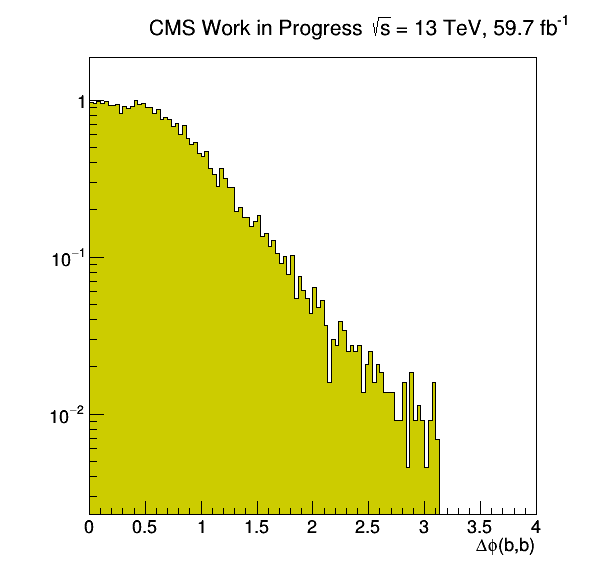 CMS Work in Progress √s = 13 TeV, 59.7 fb⁻¹
1
10⁻¹
10⁻²
0 0.5 1 1.5 2 2.5 3 3.5 4
Δϕ(b,b)